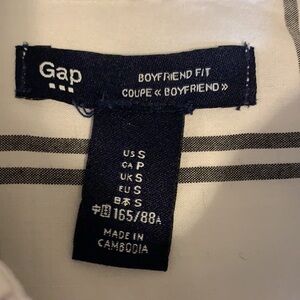 Gap
BOYFRIEND FIT
COUPE « BOYFRIEND »
US S
CA P
UK S
EU S
日本 S
中国 165/88A
MADE IN
CAMBODIA